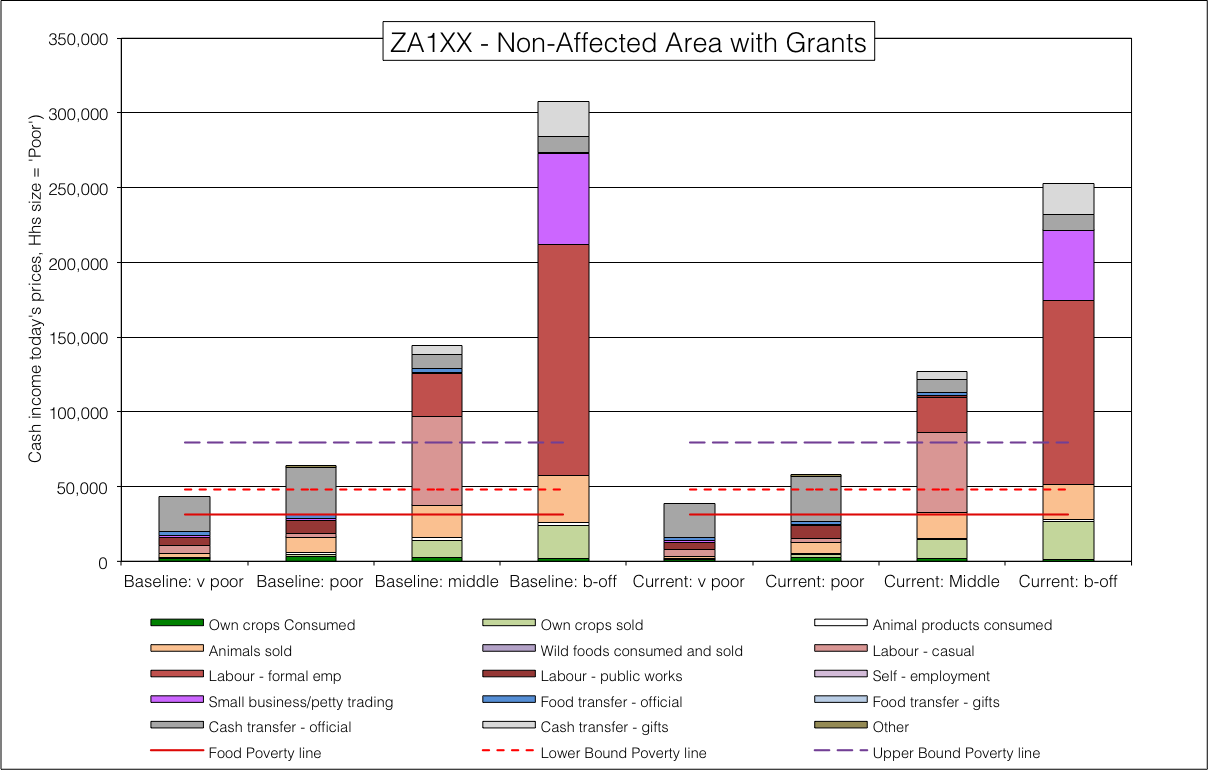 ZA1XX - Non-Affected Area with Grants
Cash income today's prices, Hhs size = 'Poor')
350,000
300,000
250,000
200,000
150,000
100,000
50,000
0
Baseline: v poor
Baseline: poor
Baseline: middle
Baseline: b-off
Current: v poor
Current: poor
Current: Middle
Current: b-off
Own crops Consumed
Own crops sold
Animal products consumed
Animals sold
Wild foods consumed and sold
Labour - casual
Labour - formal emp
Labour - public works
Self - employment
Small business/petty trading
Food transfer - official
Food transfer - gifts
Cash transfer - official
Cash transfer - gifts
Other
Food Poverty line
Lower Bound Poverty line
Upper Bound Poverty line